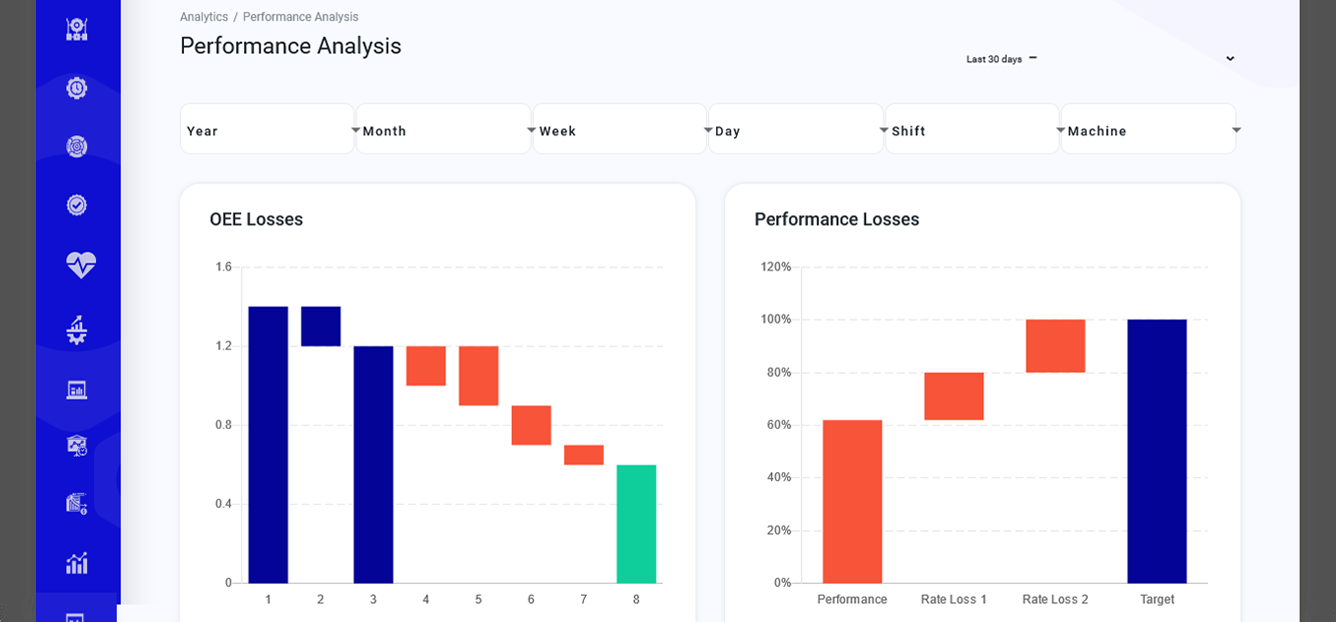 Analytics / Performance Analysis
Performance Analysis
Last 30 days –
Year Month Week Day Shift Machine
OEE Losses
1.6
1.2
0.8
0.4
0
1 2 3 4 5 6 7 8
Performance Losses
120%
100%
80%
60%
40%
20%
0%
Performance Rate Loss 1 Rate Loss 2 Target